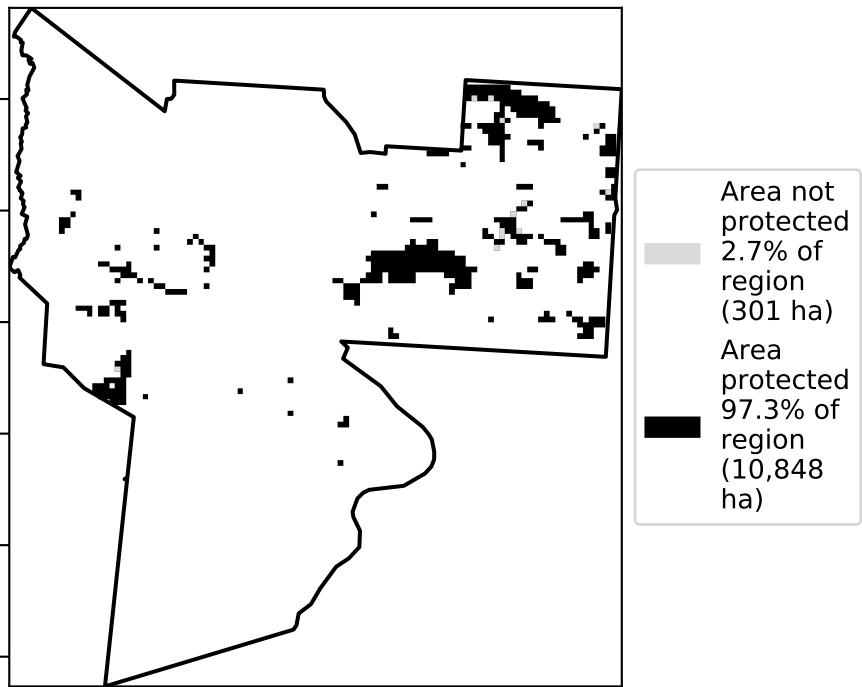 Area not
protected
2.7% of
region
(301 ha)
Area
protected
97.3% of
region
(10,848
ha)